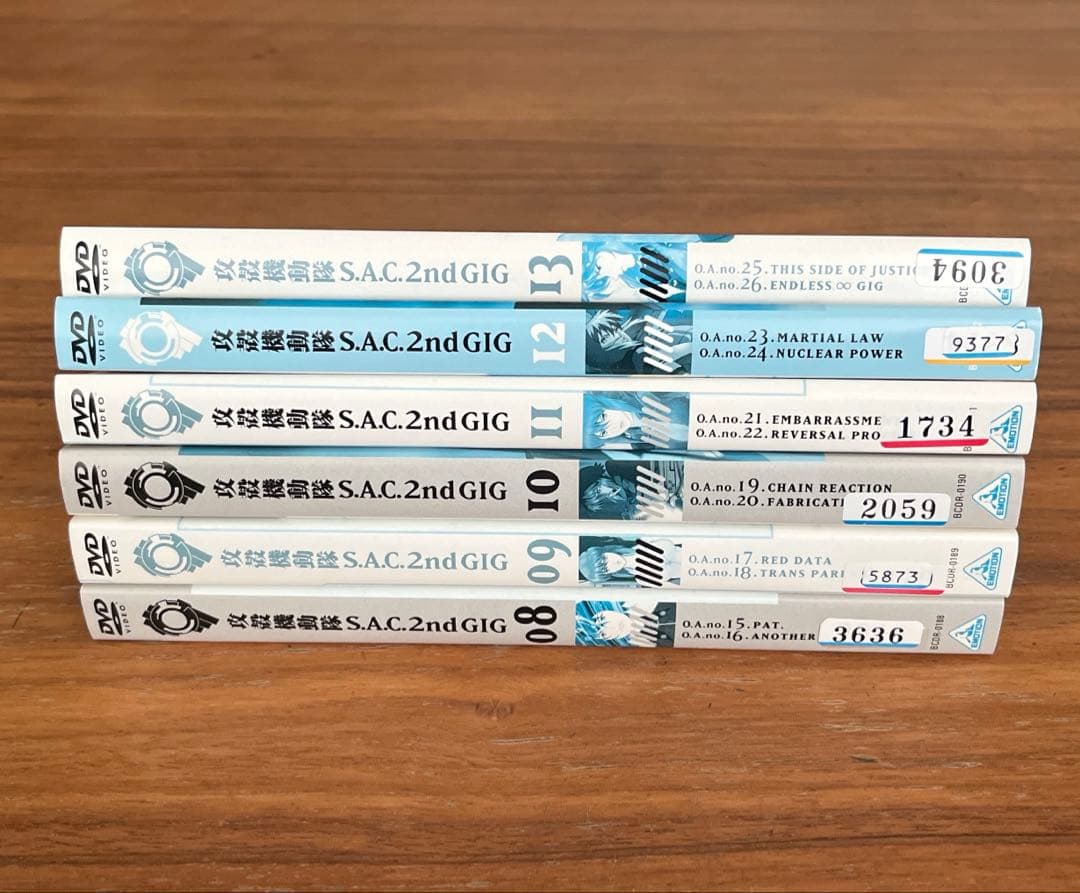 DVD VIDEO
攻殻機動隊 S.A.C. 2nd GIG
13
O.A.no.25.THIS SIDE OF
O.A.no.26.ENDLESS ∞ GIG
3094
DVD VIDEO
攻殻機動隊 S.A.C. 2nd GIG
12
O.A.no.23.MARTIAL LAW
O.A.no.24.NUCLEAR POWER
9377
DVD VIDEO
攻殻機動隊 S.A.C. 2nd GIG
11
O.A.no.21.EMBARRASSME
O.A.no.22.REVERSAL PRO
1734
EMOTION
DVD VIDEO
攻殻機動隊 S.A.C. 2nd GIG
10
O.A.no.19.CHAIN REACTION
O.A.no.20.FABRICAT
2059
BCDR-0190
EMOTION
DVD VIDEO
攻殻機動隊 S.A.C. 2nd GIG
09
O.A.no.17.RED DATA
O.A.no.18.TRANS PAR
5873
BCDR-0189
EMOTION
DVD VIDEO
攻殻機動隊 S.A.C. 2nd GIG
08
O.A.no.15.PAT.
O.A.no.16.ANOTHER
3636
BCDR-0188
EMOTION